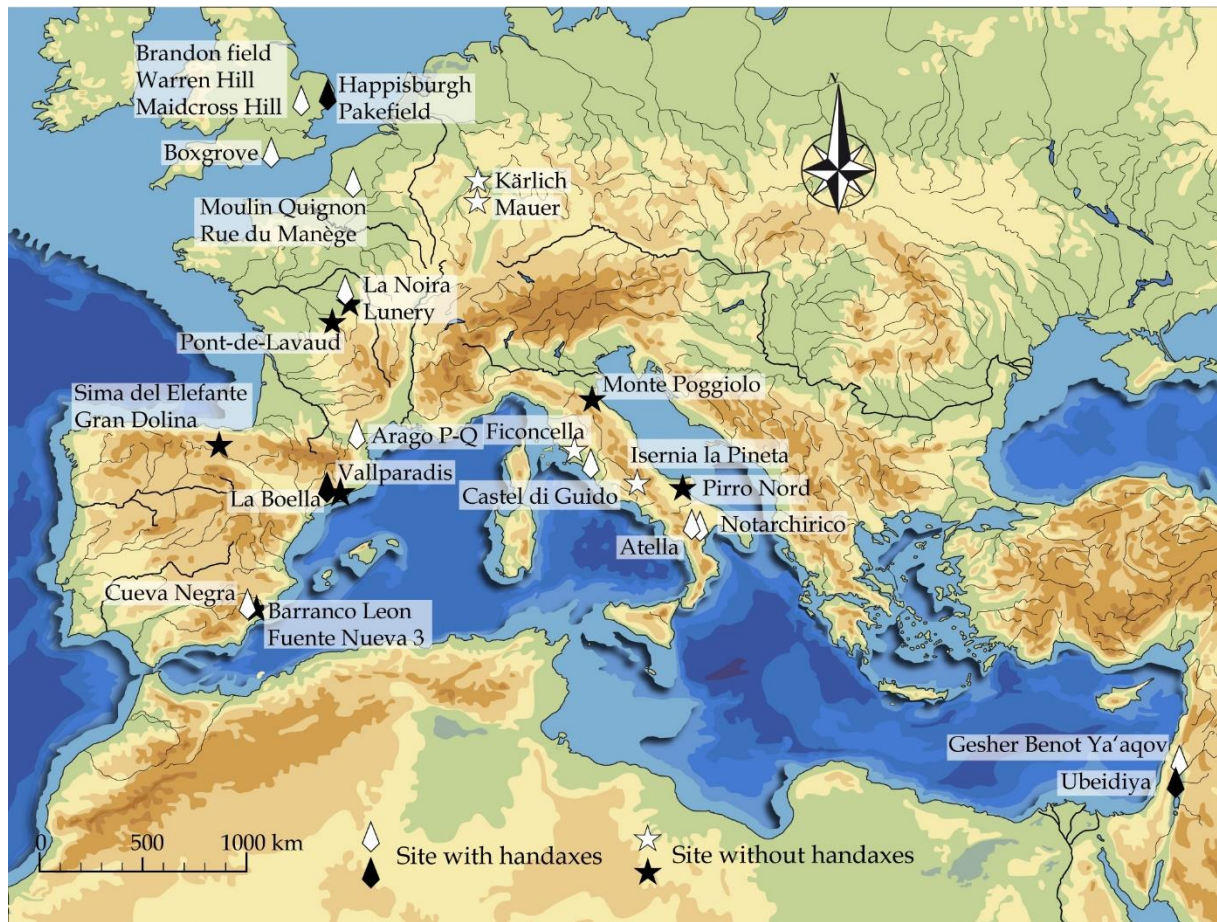 Brandon field
Warren Hill
Maidcross Hill
Happisburgh
Pakefield
N
Boxgrove
Kärlich
Mauer
Moulin Quignon
Rue du Manège
La Noira
Lunery
Pont-de-Lavaud
Monte Poggiolo
Sima del Elefante
Gran Dolina
Arago P-Q
Ficoncella
Isernia la Pineta
Vallparadis
La Boella
Castel di Guido
Pirro Nord
Notarchirico
Atella
Cueva Negra
Barranco Leon
Fuente Nueva 3
Gesher Benot Ya‘aqov
Ubeidiya
0 500 1000 km
Site with handaxes
Site without handaxes